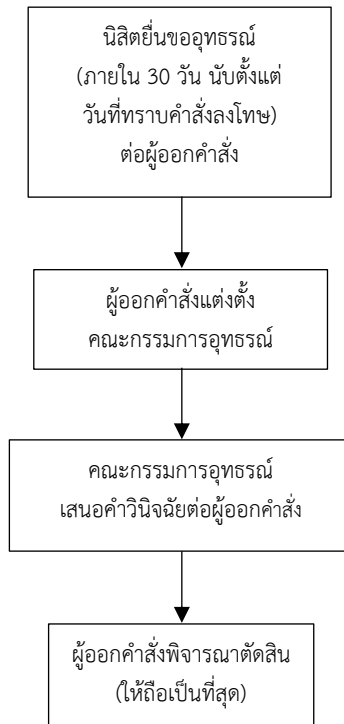 นิสิตยื่นขออุทธรณ์
(ภายใน 30 วัน นับตั้งแต่
วันที่ทราบคำสั่งลงโทษ)
ต่อผู้ออกคำสั่ง
ผู้ออกคำสั่งแต่งตั้ง
คณะกรรมการอุทธรณ์
คณะกรรมการอุทธรณ์
เสนอคำวินิจฉัยต่อผู้ออกคำสั่ง
ผู้ออกคำสั่งพิจารณาตัดสิน
(ให้ถือเป็นที่สุด)